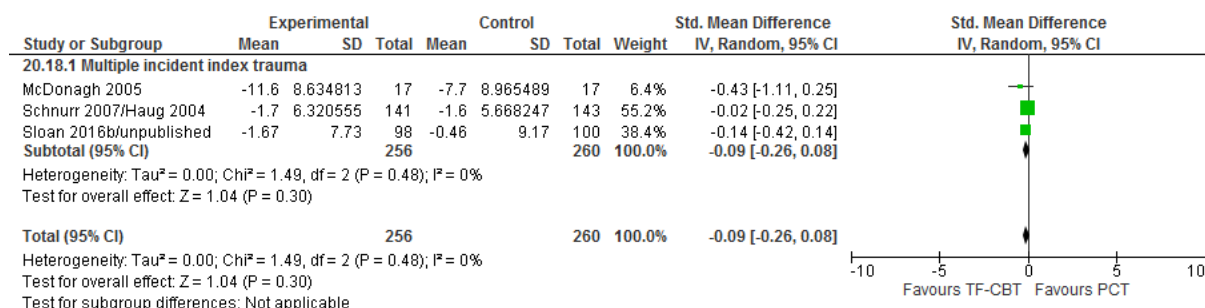 Experimental Control Std. Mean Difference Std. Mean Difference
Study or Subgroup Mean SD Total Mean SD Total Weight IV, Random, 95% CI IV, Random, 95% CI
20.18.1 Multiple incident index trauma
McDonagh 2005 -11.6 8.634813 17 -7.7 8.965489 17 6.4% -0.43 [-1.11, 0.25]
Schnurr 2007/Haug 2004 -1.7 6.320555 141 -1.6 5.668247 143 55.2% -0.02 [-0.25, 0.22]
Sloan 2016b/unpublished -1.67 7.73 98 -0.46 9.17 100 38.4% -0.14 [-0.42, 0.14]
Subtotal (95% CI) 256 260 100.0% -0.09 [-0.26, 0.08]
Heterogeneity: Tau² = 0.00; Chi² = 1.49, df = 2 (P = 0.48); I² = 0%
Test for overall effect: Z = 1.04 (P = 0.30)
Total (95% CI) 256 260 100.0% -0.09 [-0.26, 0.08]
Heterogeneity: Tau² = 0.00; Chi² = 1.49, df = 2 (P = 0.48); I² = 0%
Test for overall effect: Z = 1.04 (P = 0.30)
Test for subgroup differences: Not applicable
-10 -5 0 5 10
Favours TF-CBT Favours PCT